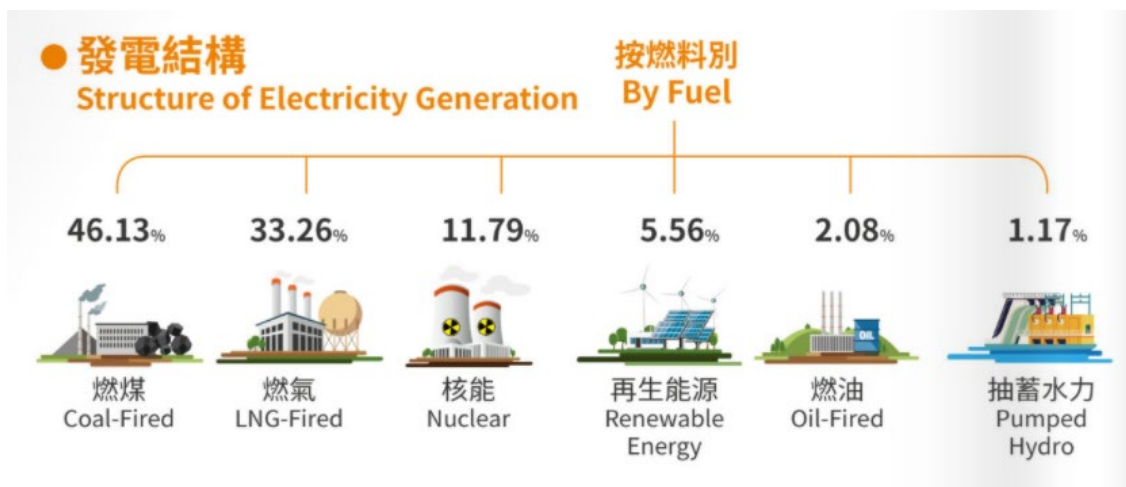 發電結構
Structure of Electricity Generation
按燃料別
By Fuel
46.13%
33.26%
11.79%
5.56%
2.08%
1.17%
OIL
燃煤
Coal-Fired
燃氣
LNG-Fired
核能
Nuclear
再生能源
Renewable
Energy
燃油
Oil-Fired
抽蓄水力
Pumped
Hydro